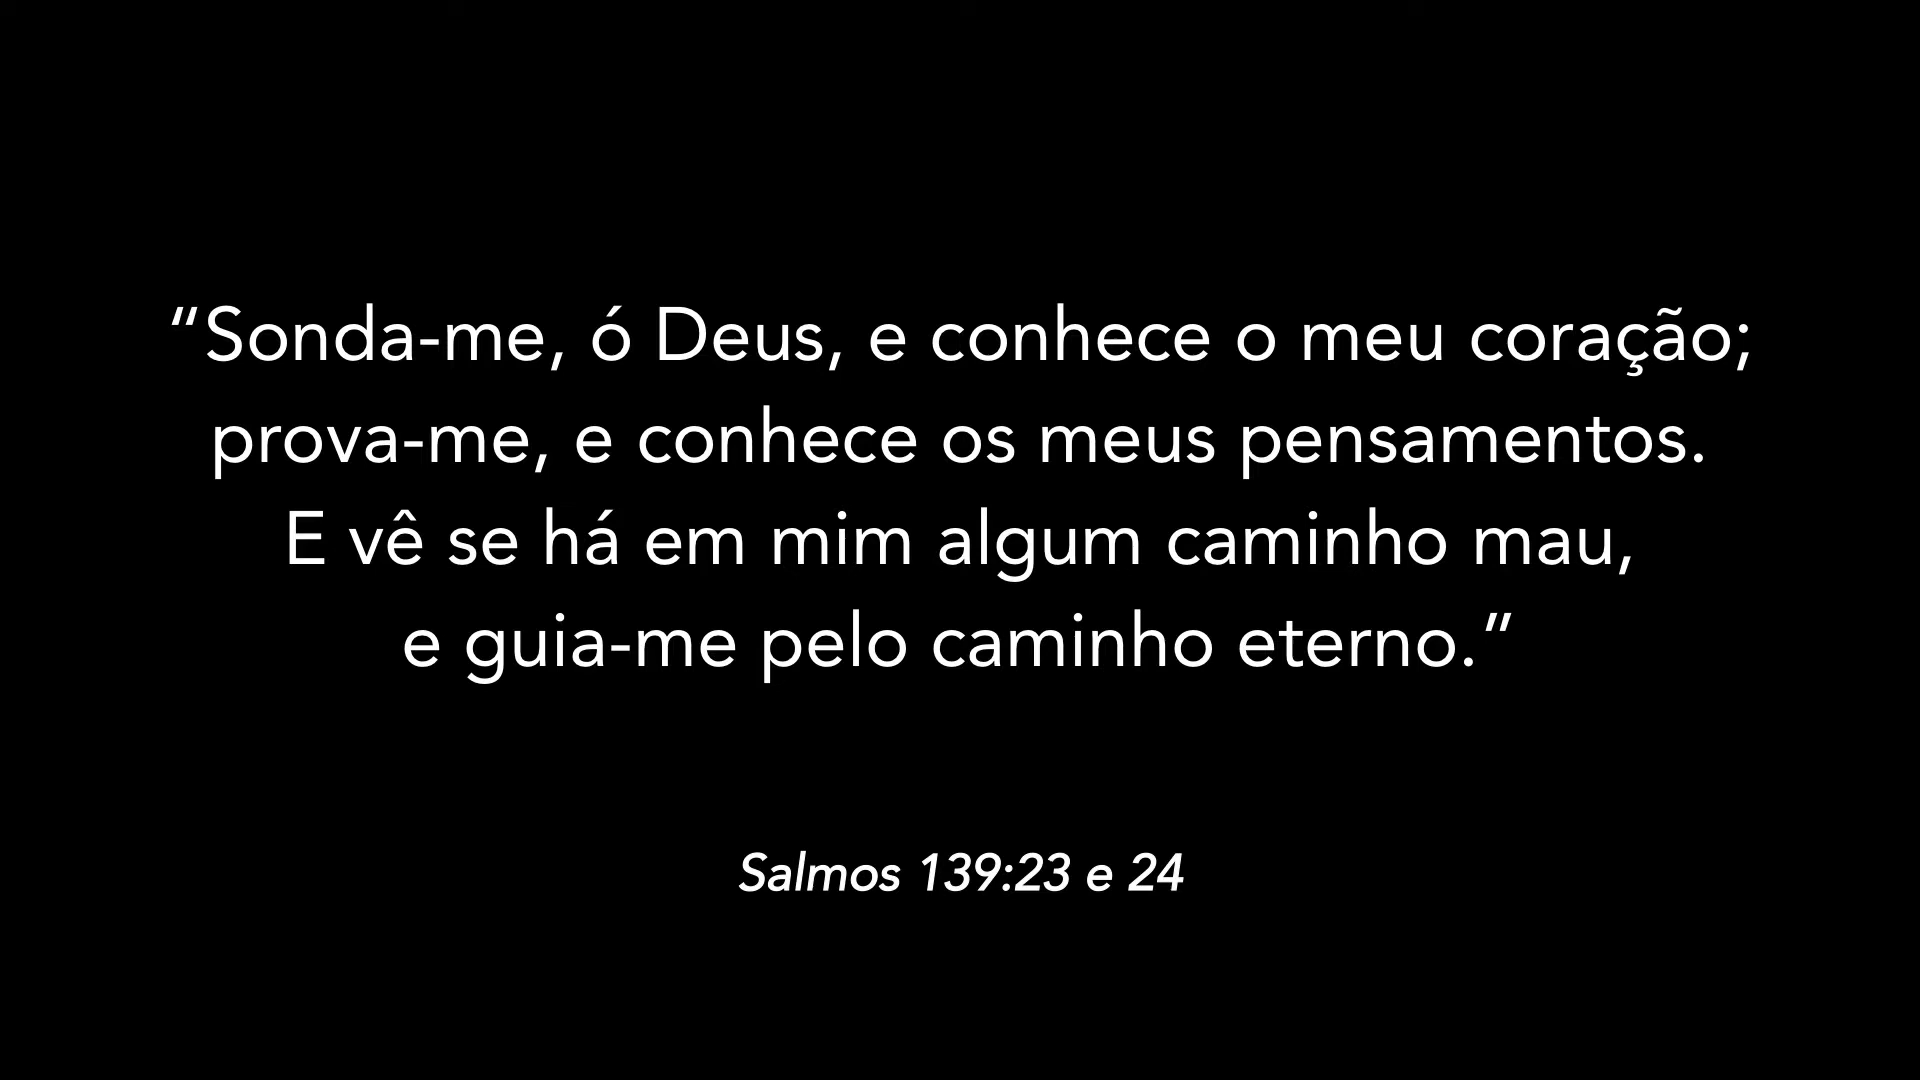 “Sonda-me, ó Deus, e conhece o meu coração;
prova-me, e conhece os meus pensamentos.
E vê se há em mim algum caminho mau,
e guia-me pelo caminho eterno.”
Salmos 139:23 e 24